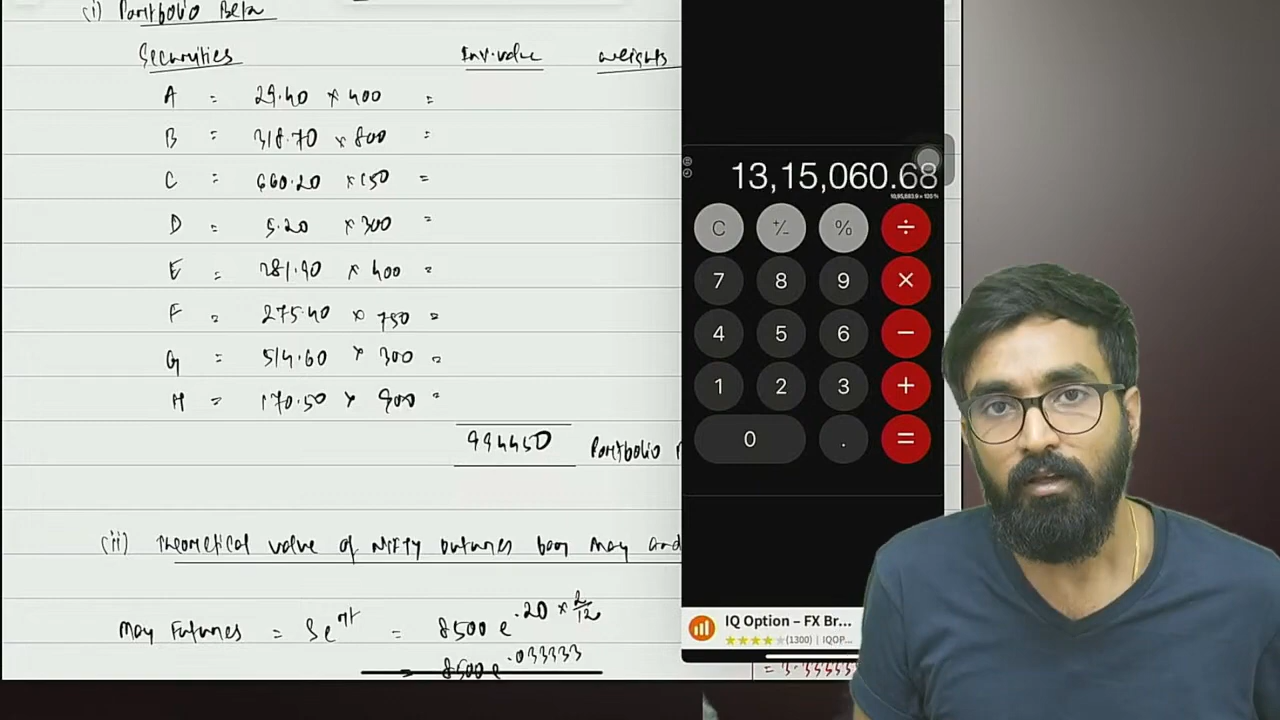 (i) Portfolio Beta
Securities Inv.value weights
A = 29.40 × 400 =
B = 318.70 × 800 =
C = 660.20 × 150 =
D = 5.20 × 300 =
E = 281.90 × 400 =
F = 275.40 × 750 =
G = 514.60 × 300 =
H = 170.50 × 900 =
994450 Portfolio
(ii) Theoretical value of NIFTY futures for May and
May Futures = Se^rt = 8500 e^.20 × 2/12
= 8500 e^.033333
= 3.33333
13,15,060.68
C +/- % ÷
7 8 9 ×
4 5 6 −
1 2 3 +
0 . =
IQ Option – FX Br...
(1300) | IQOP...